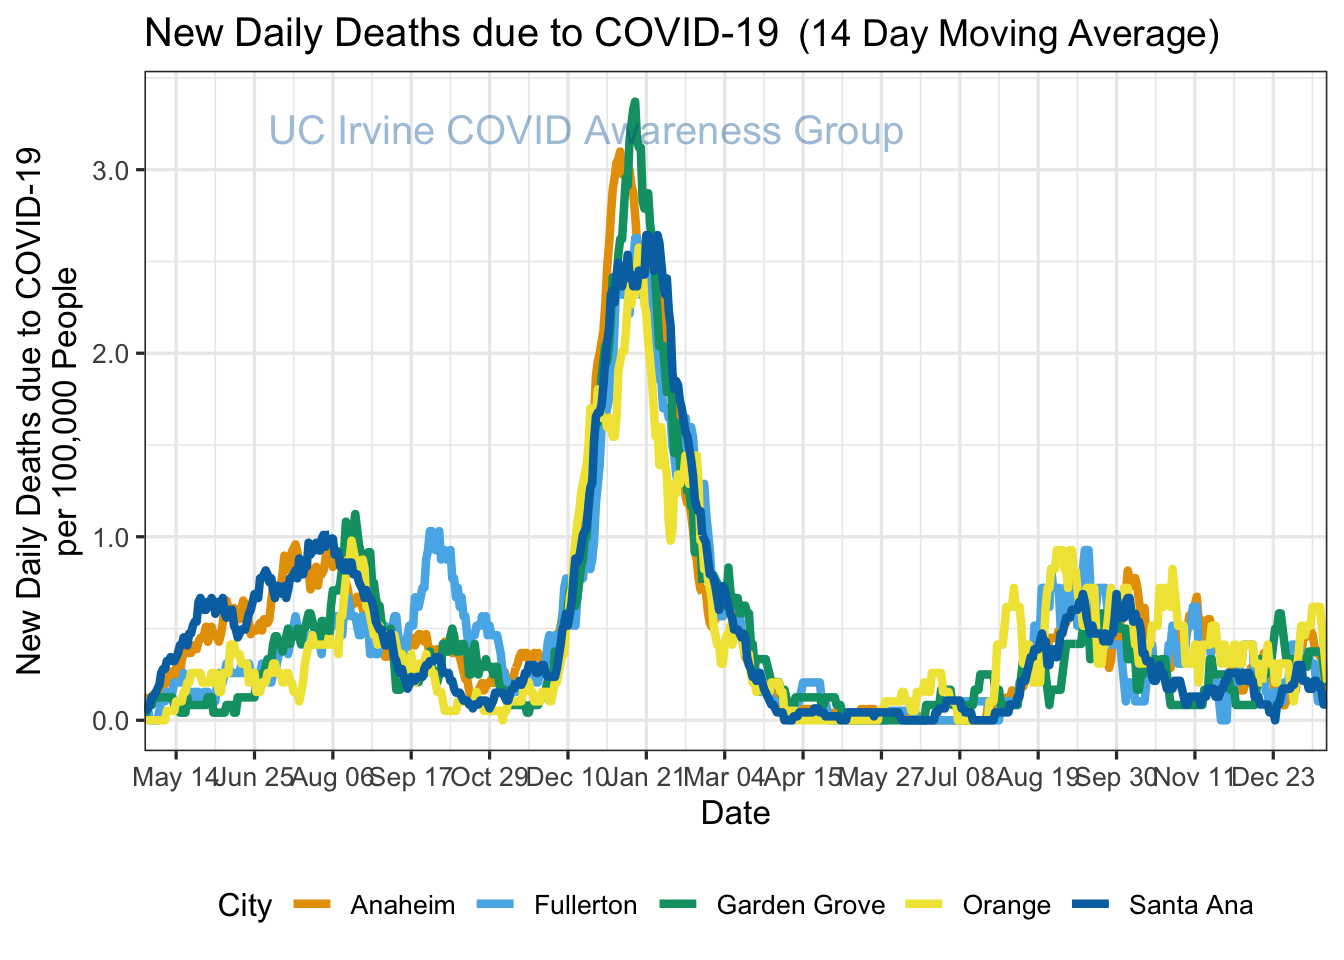 New Daily Deaths due to COVID-19 (14 Day Moving Average)
UC Irvine COVID Awareness Group
New Daily Deaths due to COVID-19
per 100,000 People
3.0
2.0
1.0
0.0
May 14 Jun 25 Aug 06 Sep 17 Oct 29 Dec 10 Jan 21 Mar 04 Apr 15 May 27 Jul 08 Aug 19 Sep 30 Nov 11 Dec 23
Date
City Anaheim Fullerton Garden Grove Orange Santa Ana